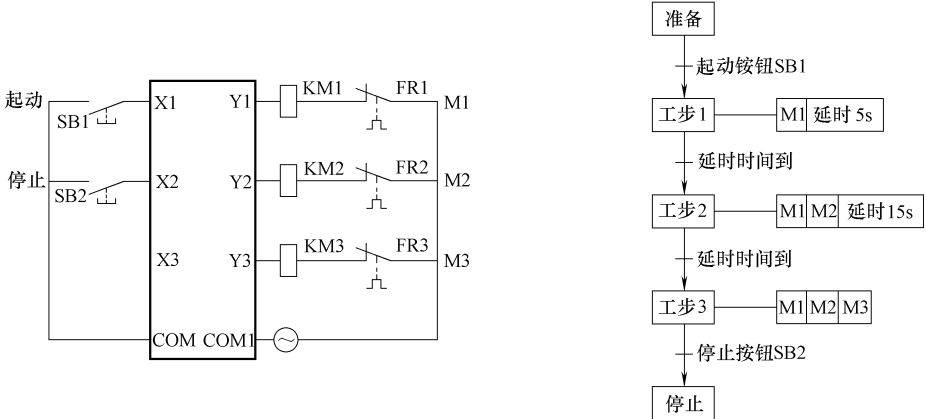 起动
SB1
停止
SB2
X1
X2
X3
COM
Y1
Y2
Y3
COM1
KM1
FR1
M1
KM2
FR2
M2
KM3
FR3
M3
准备
起动铵钮SB1
工步1
M1 延时 5s
延时时间到
工步2
M1 M2 延时15s
延时时间到
工步3
M1 M2 M3
停止按钮SB2
停止